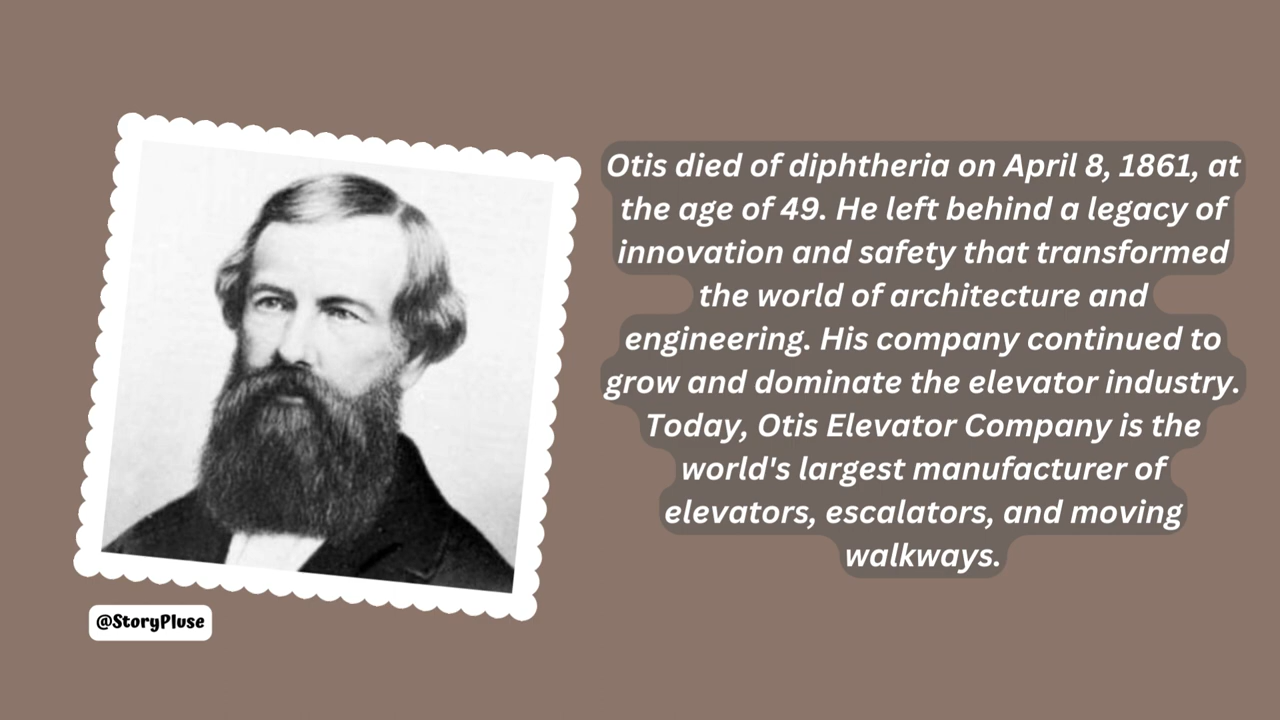 Otis died of diphtheria on April 8, 1861, at
the age of 49. He left behind a legacy of
innovation and safety that transformed
the world of architecture and
engineering. His company continued to
grow and dominate the elevator industry.
Today, Otis Elevator Company is the
world's largest manufacturer of
elevators, escalators, and moving
walkways.
@StoryPluse